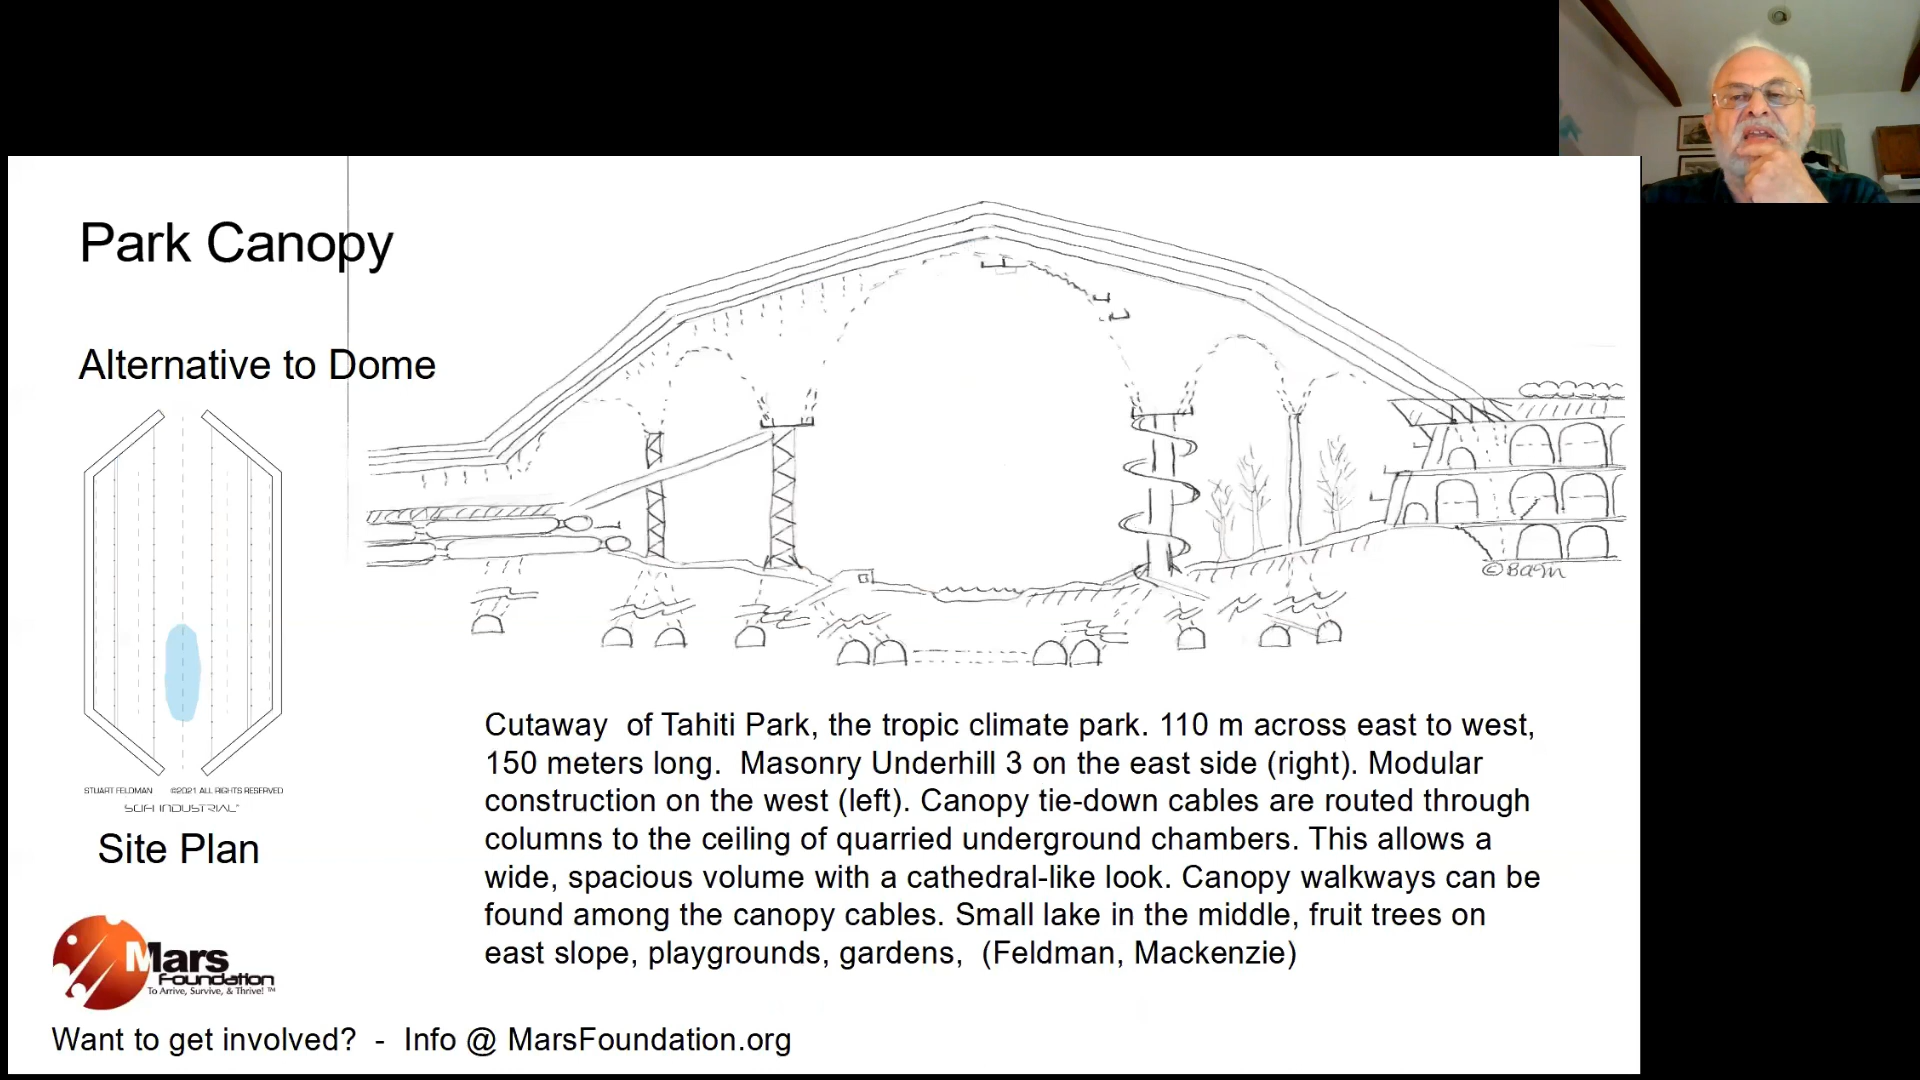 Park Canopy
Alternative to Dome
STUART FELDMAN ©2021 ALL RIGHTS RESERVED
Site Plan
Cutaway of Tahiti Park, the tropic climate park. 110 m across east to west,
150 meters long. Masonry Underhill 3 on the east side (right). Modular
construction on the west (left). Canopy tie-down cables are routed through
columns to the ceiling of quarried underground chambers. This allows a
wide, spacious volume with a cathedral-like look. Canopy walkways can be
found among the canopy cables. Small lake in the middle, fruit trees on
east slope, playgrounds, gardens, (Feldman, Mackenzie)
Mars
Foundation
To Arrive, Survive, & Thrive! ™
Want to get involved? - Info @ MarsFoundation.org